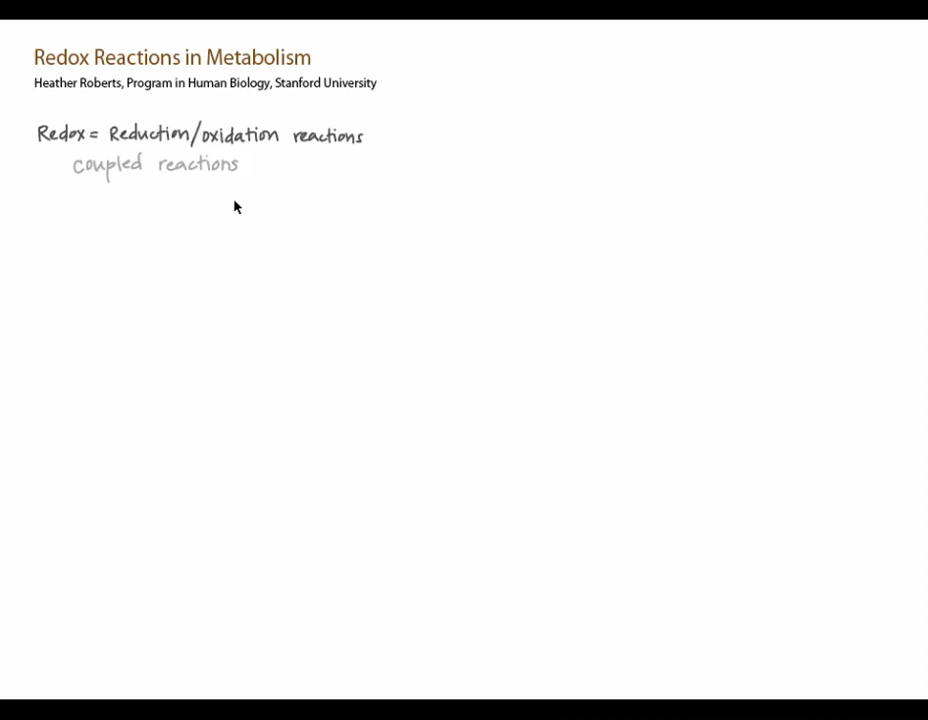 Redox Reactions in Metabolism
Heather Roberts, Program in Human Biology, Stanford University
Redox = Reduction/oxidation reactions
coupled reactions